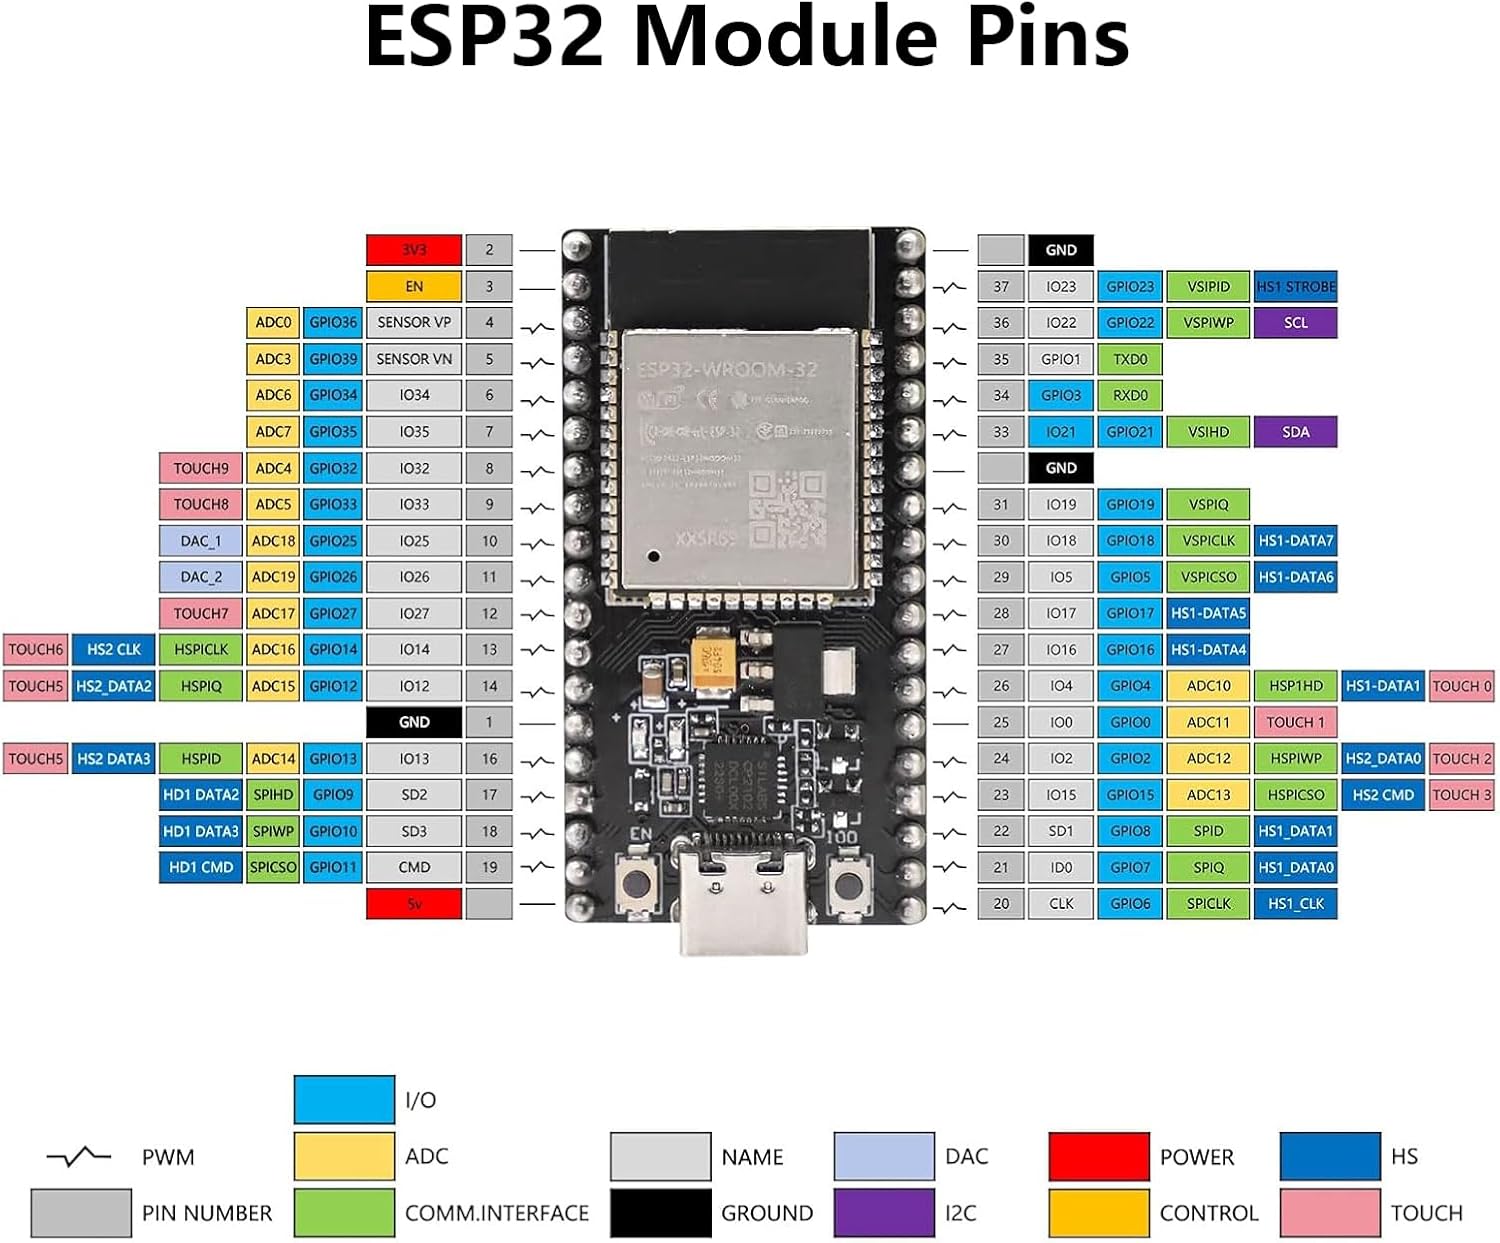 ESP32 Module Pins
3V3 2 GND
EN 3 37 IO23 GPIO23 VSIPID HS1 STROBE
ADC0 GPIO36 SENSOR VP 4 36 IO22 GPIO22 VSPIWP SCL
ADC3 GPIO39 SENSOR VN 5 35 GPIO1 TXD0
ADC6 GPIO34 IO34 6 34 GPIO3 RXD0
ADC7 GPIO35 IO35 7 33 IO21 GPIO21 VSIHD SDA
TOUCH9 ADC4 GPIO32 IO32 8 GND
TOUCH8 ADC5 GPIO33 IO33 9 31 IO19 GPIO19 VSPIQ
DAC_1 ADC18 GPIO25 IO25 10 30 IO18 GPIO18 VSPICLK HS1-DATA7
DAC_2 ADC19 GPIO26 IO26 11 29 IO5 GPIO5 VSPICSO HS1-DATA6
TOUCH7 ADC17 GPIO27 IO27 12 28 IO17 GPIO17 HS1-DATA5
TOUCH6 HS2 CLK HSPICLK ADC16 GPIO14 IO14 13 27 IO16 GPIO16 HS1-DATA4
TOUCH5 HS2_DATA2 HSPIQ ADC15 GPIO12 IO12 14 26 IO4 GPIO4 ADC10 HSP1HD HS1-DATA1 TOUCH 0
GND 1 25 IO0 GPIO0 ADC11 TOUCH 1
TOUCH5 HS2 DATA3 HSPID ADC14 GPIO13 IO13 16 24 IO2 GPIO2 ADC12 HSPIWP HS2_DATA0 TOUCH 2
HD1 DATA2 SPIHD GPIO9 SD2 17 23 IO15 GPIO15 ADC13 HSPICSO HS2 CMD TOUCH 3
HD1 DATA3 SPIWP GPIO10 SD3 18 22 SD1 GPIO8 SPID HS1_DATA1
HD1 CMD SPICSO GPIO11 CMD 19 21 ID0 GPIO7 SPIQ HS1_DATA0
5v 20 CLK GPIO6 SPICLK HS1_CLK
ESP32-WROOM-32
XX5R69
SILABS
CP2102
EN
100
I/O
PWM ADC NAME DAC POWER HS
PIN NUMBER COMM.INTERFACE GROUND I2C CONTROL TOUCH